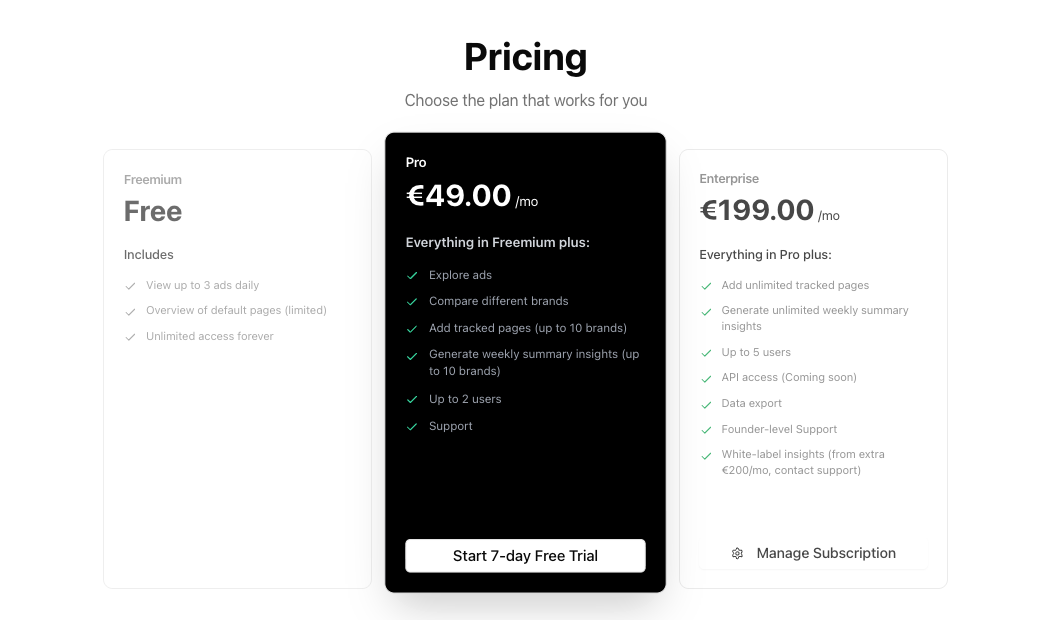 Pricing
Choose the plan that works for you
Freemium
Free
Includes
View up to 3 ads daily
Overview of default pages (limited)
Unlimited access forever
Pro
€49.00 /mo
Everything in Freemium plus:
Explore ads
Compare different brands
Add tracked pages (up to 10 brands)
Generate weekly summary insights (up
to 10 brands)
Up to 2 users
Support
Start 7-day Free Trial
Enterprise
€199.00 /mo
Everything in Pro plus:
Add unlimited tracked pages
Generate unlimited weekly summary
insights
Up to 5 users
API access (Coming soon)
Data export
Founder-level Support
White-label insights (from extra
€200/mo, contact support)
Manage Subscription